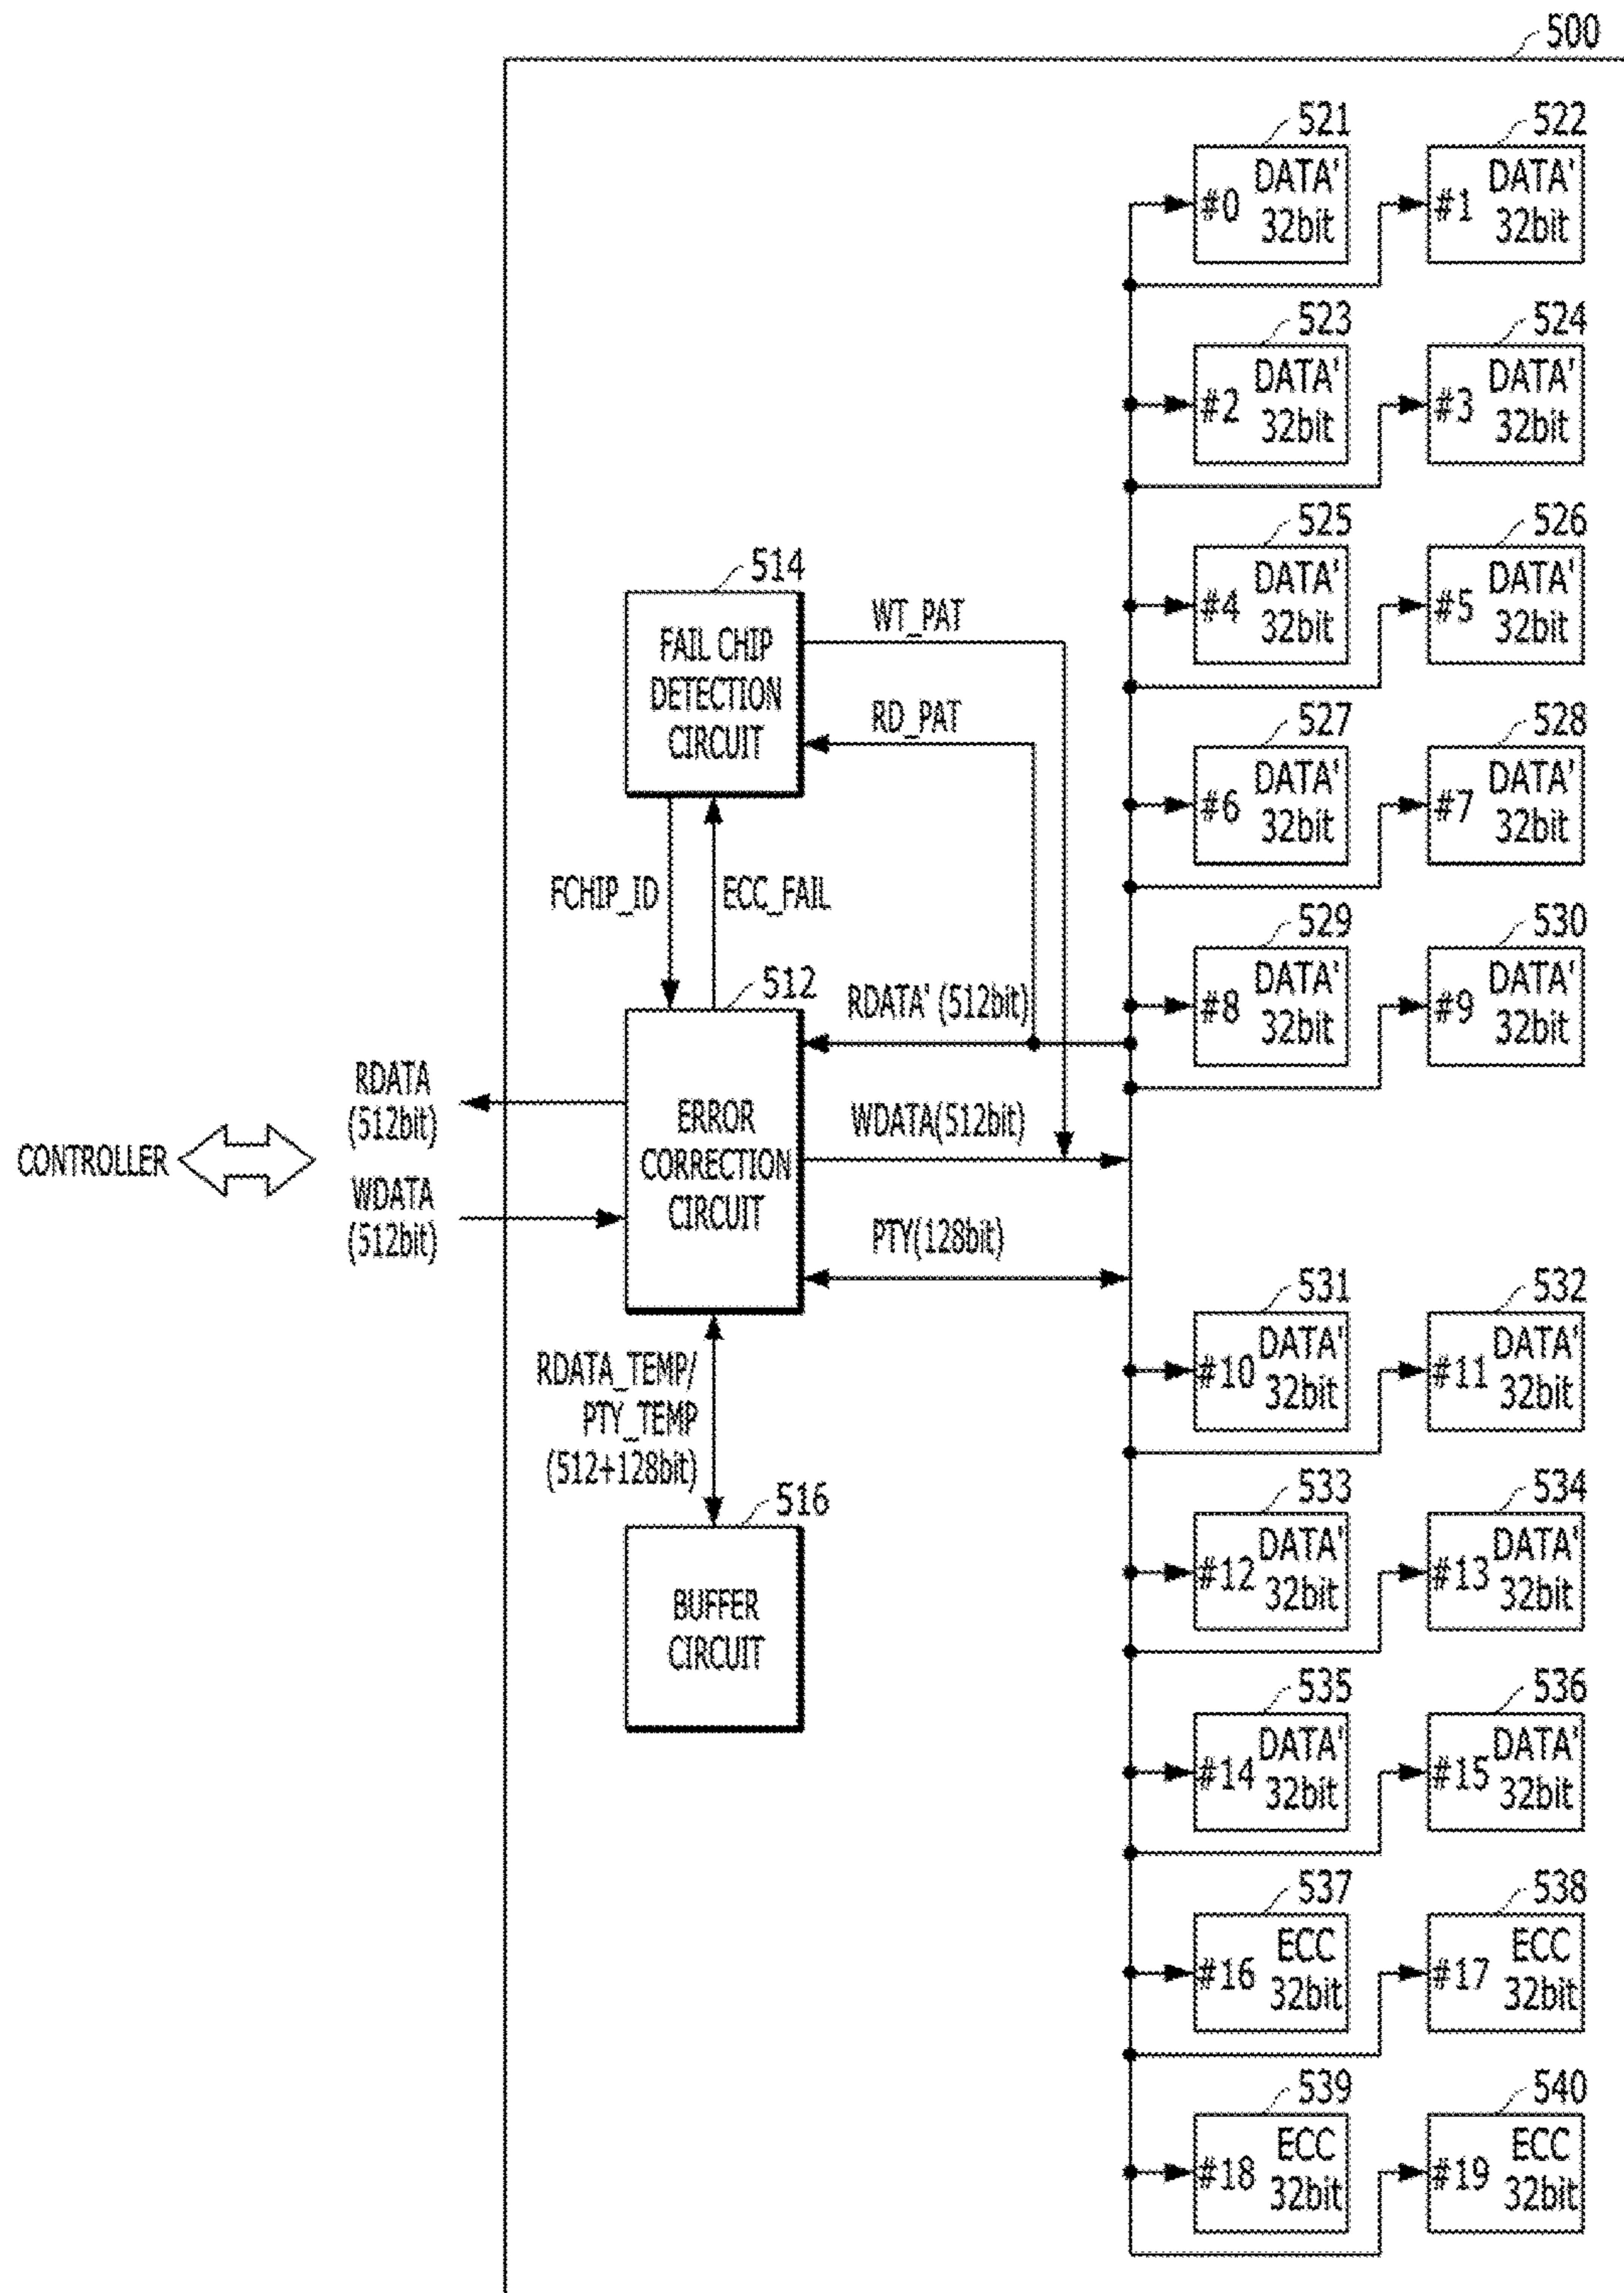 500
521
522
#0
DATA'
32bit
#1
DATA'
32bit
523
524
#2
DATA'
32bit
#3
DATA'
32bit
525
526
#4
DATA'
32bit
#5
DATA'
32bit
514
FAIL CHIP
DETECTION
CIRCUIT
WT_PAT
RD_PAT
527
528
#6
DATA'
32bit
#7
DATA'
32bit
FCHIP_ID
ECC_FAIL
529
530
#8
DATA'
32bit
#9
DATA'
32bit
512
ERROR
CORRECTION
CIRCUIT
RDATA' (512bit)
WDATA(512bit)
PTY(128bit)
RDATA
(512bit)
CONTROLLER
WDATA
(512bit)
531
532
#10
DATA'
32bit
#11
DATA'
32bit
RDATA_TEMP/
PTY_TEMP
(512+128bit)
516
BUFFER
CIRCUIT
533
534
#12
DATA'
32bit
#13
DATA'
32bit
535
536
#14
DATA'
32bit
#15
DATA'
32bit
537
538
#16
ECC
32bit
#17
ECC
32bit
539
540
#18
ECC
32bit
#19
ECC
32bit